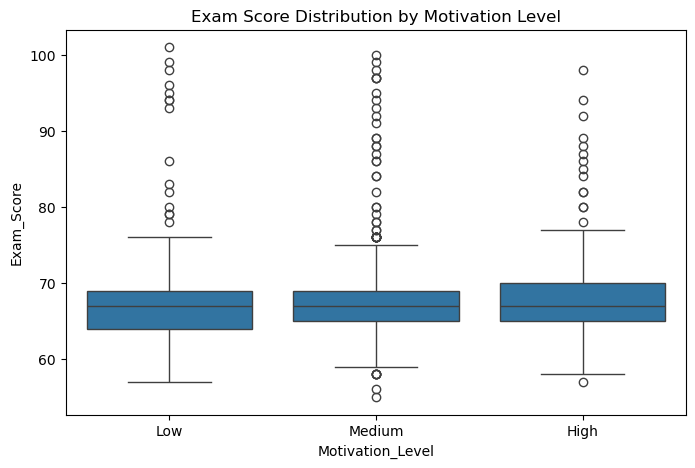 Exam Score Distribution by Motivation Level
100
90
80
70
60
Exam_Score
Low Medium High
Motivation_Level